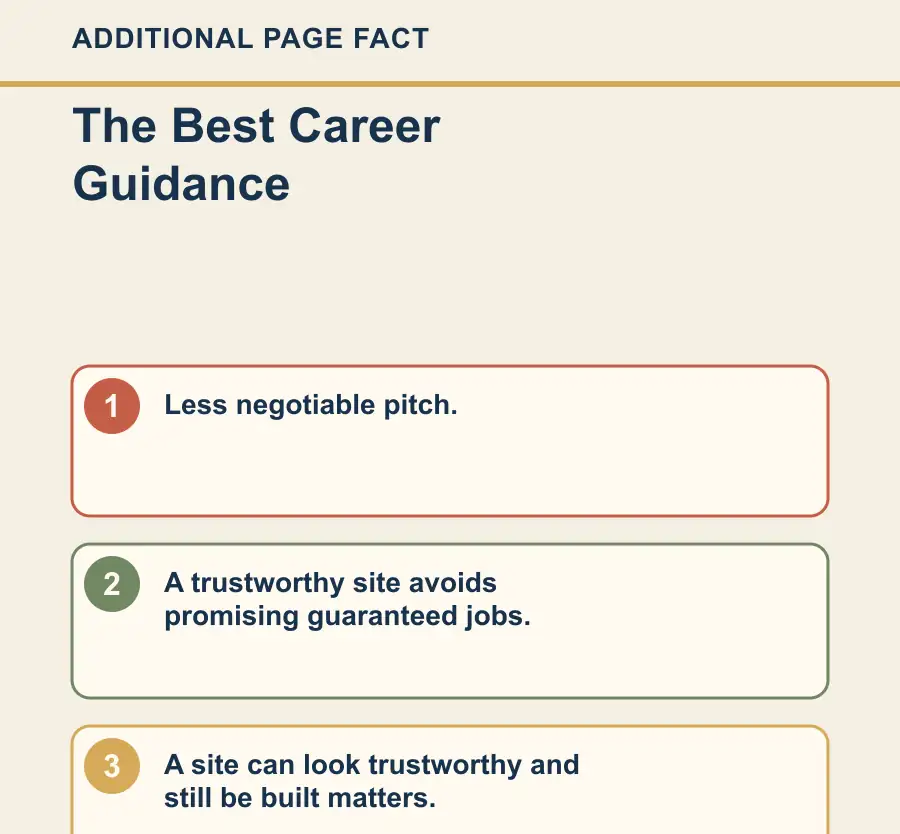 ADDITIONAL PAGE FACT
The Best Career
Guidance
1
Less negotiable pitch.
2
A trustworthy site avoids
promising guaranteed jobs.
3
A site can look trustworthy and
still be built matters.